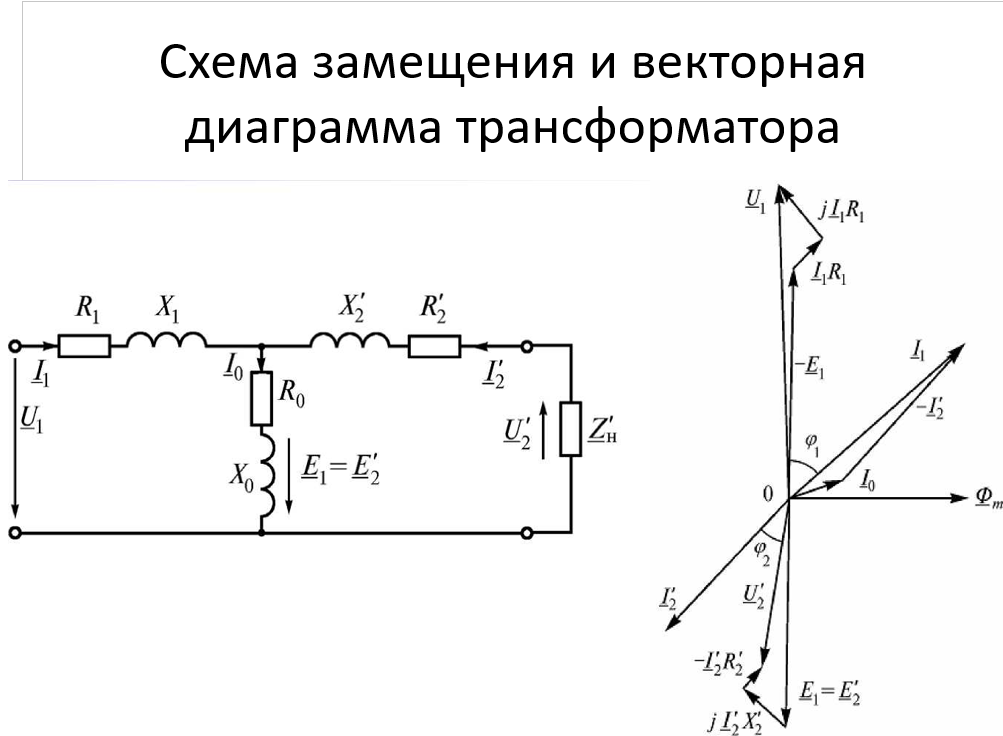 Схема замещения и векторная
диаграмма трансформатора
R₁
X₁
X′₂
R′₂
I₁
I₀
I′₂
R₀
U₁
X₀
E₁=E′₂
U′₂
Z′н
U₁
jI₁R₁
I₁R₁
−E₁
I₁
−I′₂
φ₁
I₀
0
Φₘ
φ₂
I′₂
U′₂
−I′₂R′₂
E₁=E′₂
jI′₂X′₂